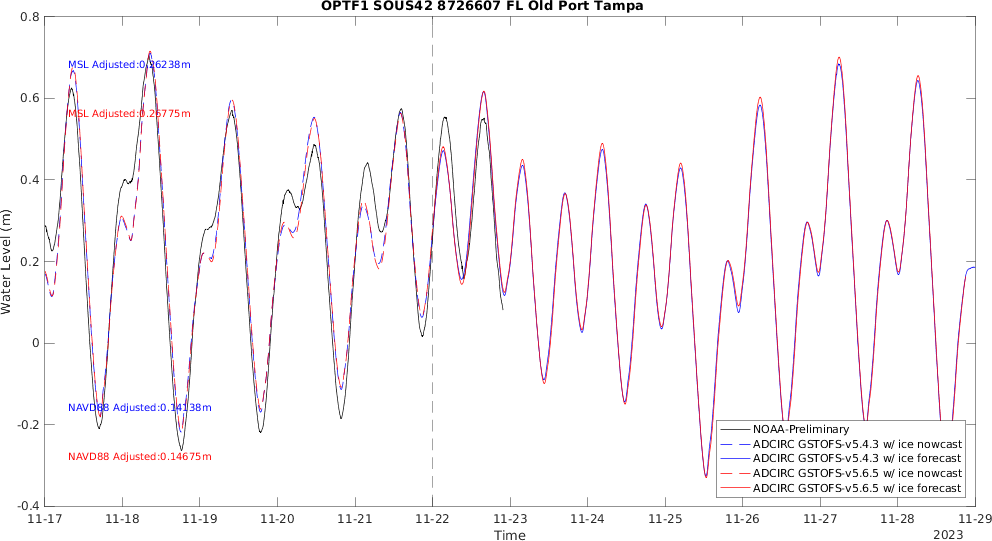 OPTF1 SOUS42 8726607 FL Old Port Tampa
0.8
0.6
0.4
0.2
0
-0.2
-0.4
Water Level (m)
MSL Adjusted:0.26238m
MSL Adjusted:0.26775m
NAVD88 Adjusted:0.14138m
NAVD88 Adjusted:0.14675m
NOAA-Preliminary
ADCIRC GSTOFS-v5.4.3 w/ ice nowcast
ADCIRC GSTOFS-v5.4.3 w/ ice forecast
ADCIRC GSTOFS-v5.6.5 w/ ice nowcast
ADCIRC GSTOFS-v5.6.5 w/ ice forecast
11-17 11-18 11-19 11-20 11-21 11-22 11-23 11-24 11-25 11-26 11-27 11-28 11-29
Time
2023